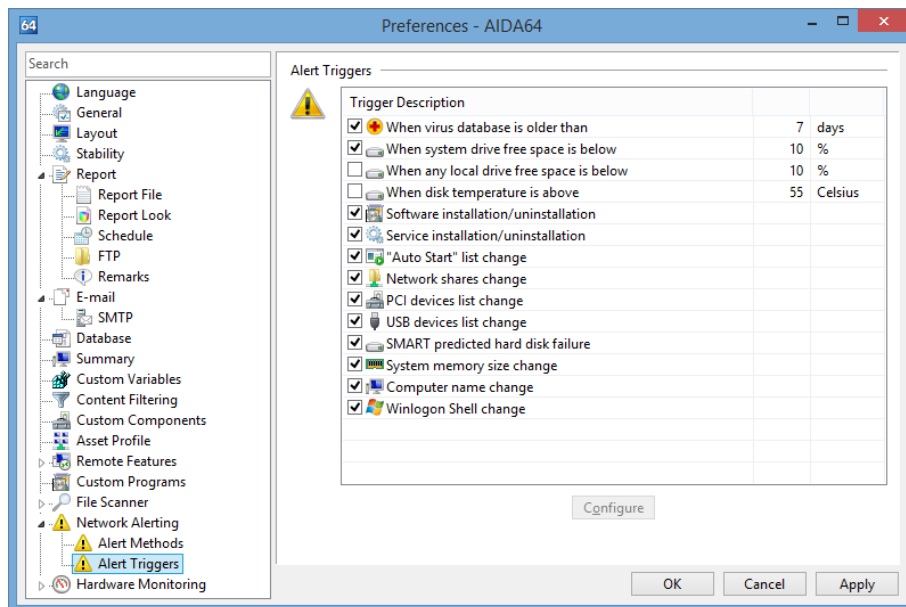 64
Preferences - AIDA64
Search
Language
General
Layout
Stability
Report
Report File
Report Look
Schedule
FTP
Remarks
E-mail
SMTP
Database
Summary
Custom Variables
Content Filtering
Custom Components
Asset Profile
Remote Features
Custom Programs
File Scanner
Network Alerting
Alert Methods
Alert Triggers
Hardware Monitoring
Alert Triggers
Trigger Description
When virus database is older than 7 days
When system drive free space is below 10 %
When any local drive free space is below 10 %
When disk temperature is above 55 Celsius
Software installation/uninstallation
Service installation/uninstallation
"Auto Start" list change
Network shares change
PCI devices list change
USB devices list change
SMART predicted hard disk failure
System memory size change
Computer name change
Winlogon Shell change
Configure
OK Cancel Apply